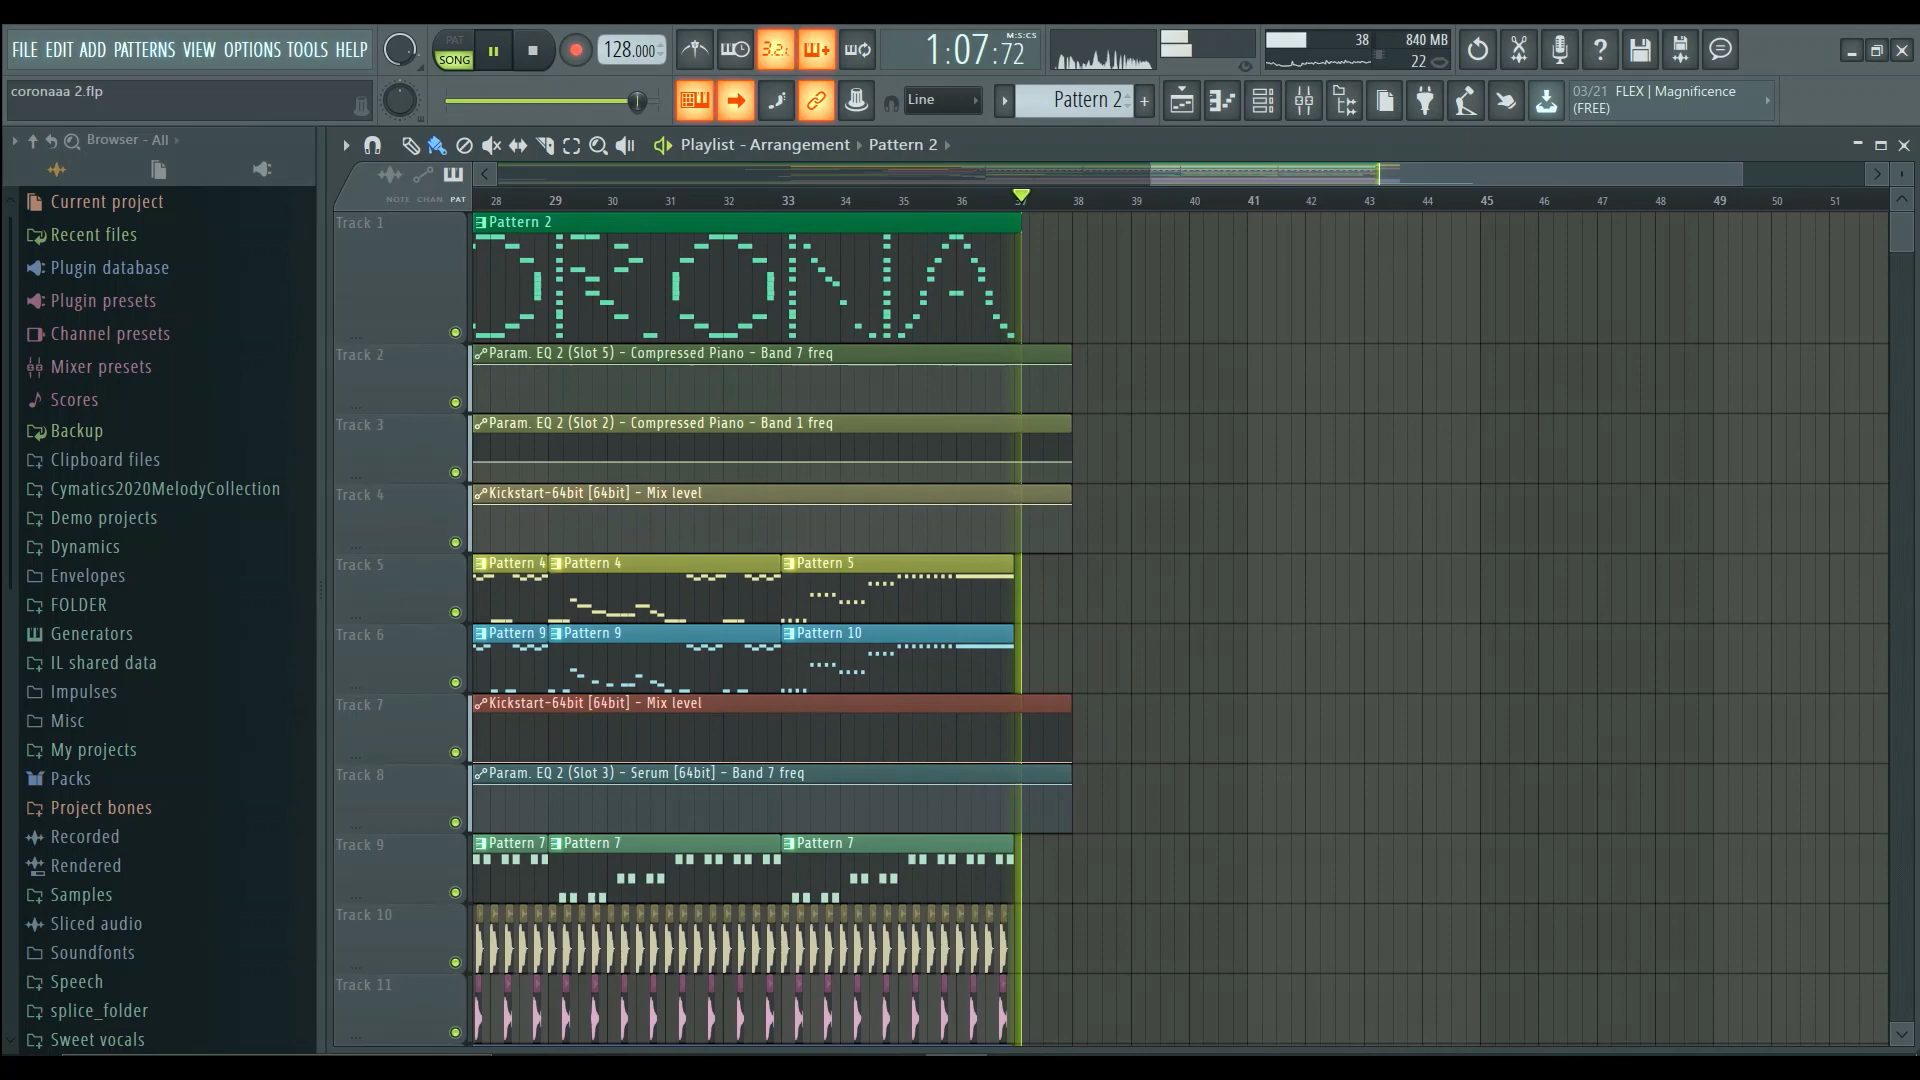 FILE EDIT ADD PATTERNS VIEW OPTIONS TOOLS HELP
PAT
SONG
128.000
3.2.
1:07:72
M:S:CS
38
840 MB
22
coronaaa 2.flp
Line
Pattern 2
+
03/21 FLEX | Magnificence
(FREE)
Browser - All
Playlist - Arrangement › Pattern 2 ›
NOTE CHAN PAT
28 29 30 31 32 33 34 35 36 37 38 39 40 41 42 43 44 45 46 47 48 49 50 51
Current project
Recent files
Plugin database
Plugin presets
Channel presets
Mixer presets
Scores
Backup
Clipboard files
Cymatics2020MelodyCollection
Demo projects
Dynamics
Envelopes
FOLDER
Generators
IL shared data
Impulses
Misc
My projects
Packs
Project bones
Recorded
Rendered
Samples
Sliced audio
Soundfonts
Speech
splice_folder
Sweet vocals
Track 1
Pattern 2
ORONA
Track 2
Param. EQ 2 (Slot 5) - Compressed Piano - Band 7 freq
Track 3
Param. EQ 2 (Slot 2) - Compressed Piano - Band 1 freq
Track 4
Kickstart-64bit [64bit] - Mix level
Track 5
Pattern 4 Pattern 4 Pattern 5
Track 6
Pattern 9 Pattern 9 Pattern 10
Track 7
Kickstart-64bit [64bit] - Mix level
Track 8
Param. EQ 2 (Slot 3) - Serum [64bit] - Band 7 freq
Track 9
Pattern 7 Pattern 7 Pattern 7
Track 10
Track 11